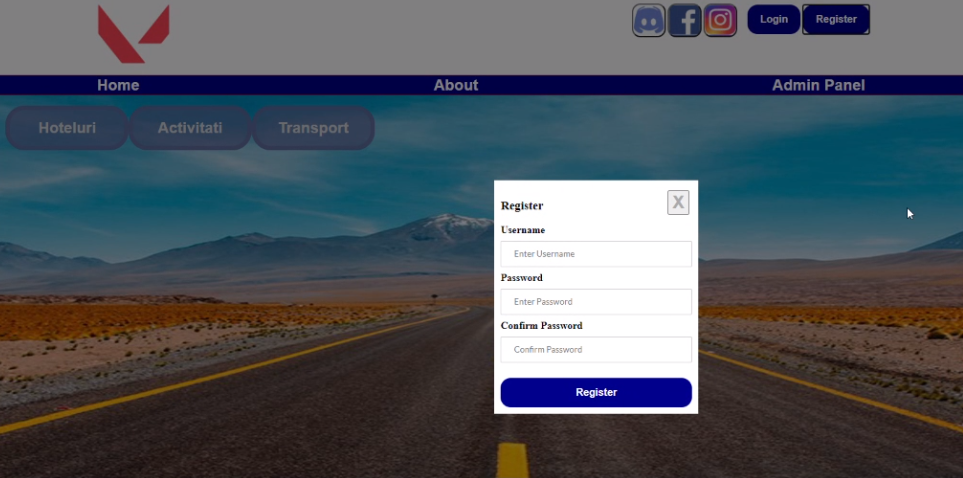 Login
Register
Home
About
Admin Panel
Hoteluri
Activitati
Transport
Register
X
Username
Enter Username
Password
Enter Password
Confirm Password
Confirm Password
Register